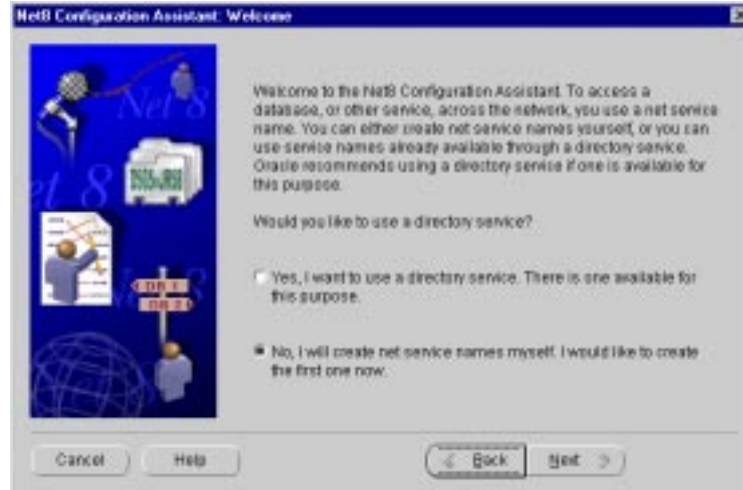 Net8 Configuration Assistant: Welcome
Net 8
Welcome to the Net8 Configuration Assistant. To access a
database, or other service, across the network, you use a net service
name. You can either create net service names yourself, or you can
use service names already available through a directory service.
Oracle recommends using a directory service if one is available for
this purpose.
Would you like to use a directory service?
Yes, I want to use a directory service. There is one available for
this purpose.
No, I will create net service names myself. I would like to create
the first one now.
et 8
DB 1
DB 2
Net 8
Cancel
Help
Back
Next